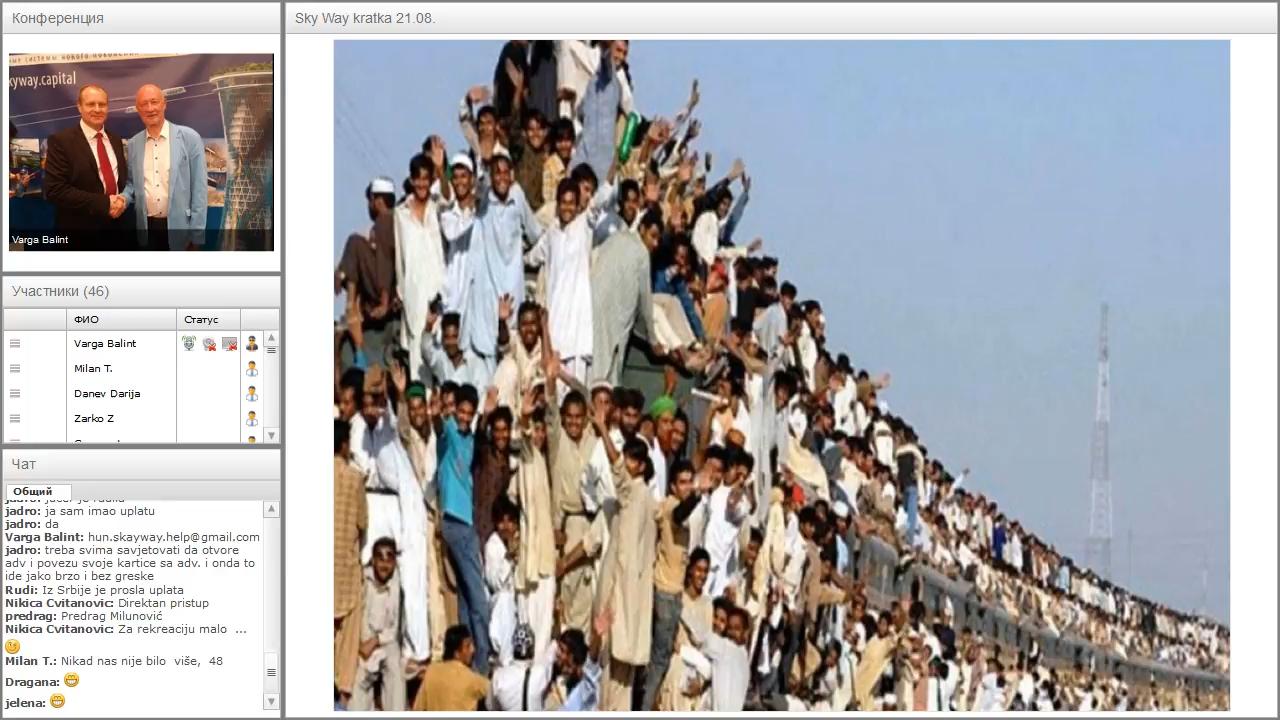 Конференция
Sky Way kratka 21.08.
kyway.capital
Varga Balint
Участники (46)
ФИО
Статус
Varga Balint
Milan T.
Danev Darija
Zarko Z
Чат
Общий
jadro: ja sam imao uplatu
jadro: da
Varga Balint: hun.skayway.help@gmail.com
jadro: treba svima savjetovati da otvore
adv i povezu svoje kartice sa adv. i onda to
ide jako brzo i bez greske
Rudi: Iz Srbije je prosla uplata
Nikica Cvitanovic: Direktan pristup
predrag: Predrag Milunović
Nikica Cvitanovic: Za rekreaciju malo ...
Milan T.: Nikad nas nije bilo više, 48
Dragana:
jelena: